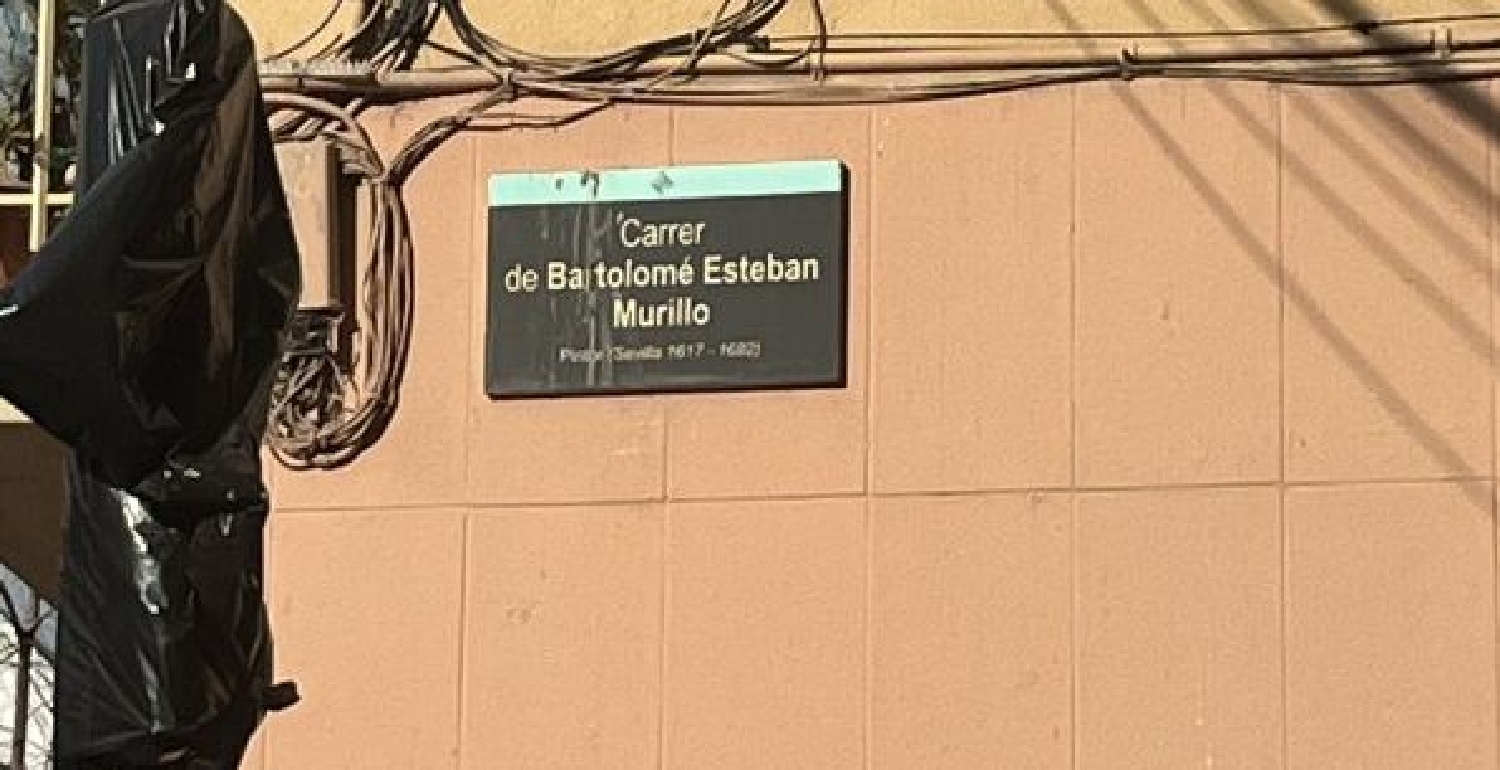 Carrer
de Bartolomé Esteban
Murillo
Pintor (Sevilla 1617 - 1682)